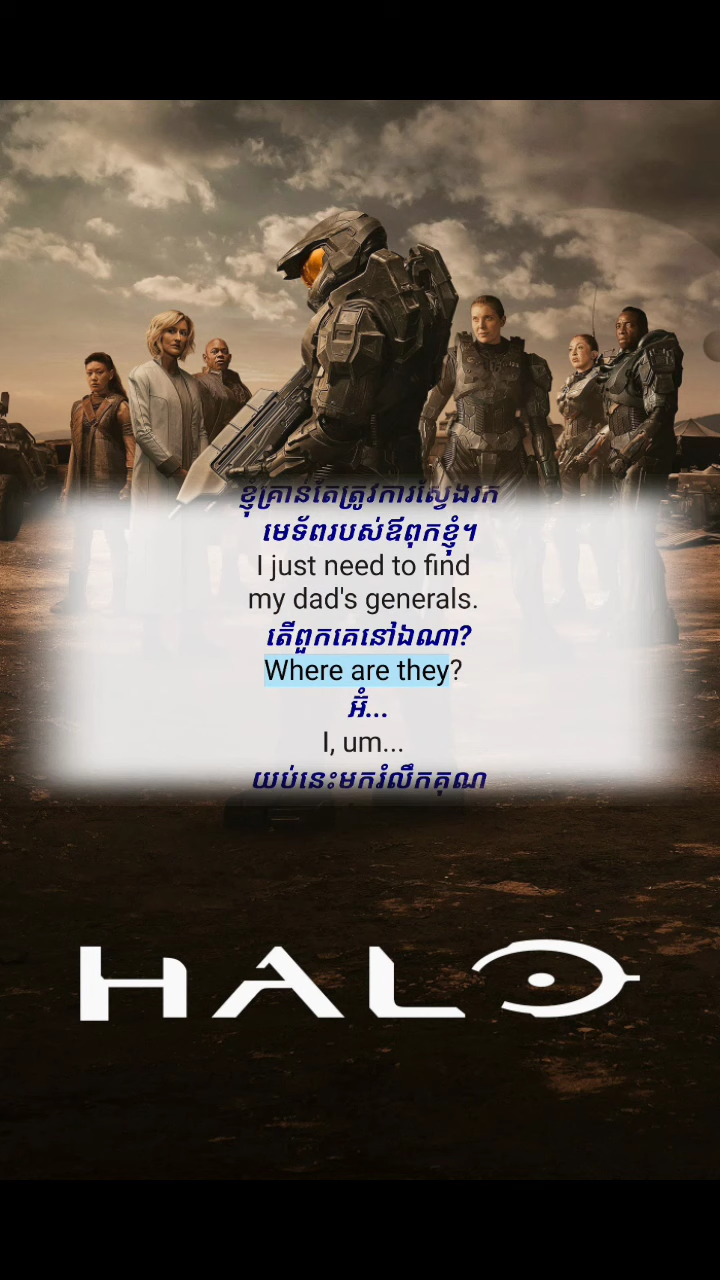 ខ្ញុំគ្រាន់តែត្រូវការស្វែងរក
មេទ័ពរបស់ឪពុកខ្ញុំ។
I just need to find
my dad's generals.
តើពួកគេនៅឯណា?
Where are they?
អ៊ំ...
I, um...
យប់នេះមករំលឹកគុណ
HALO